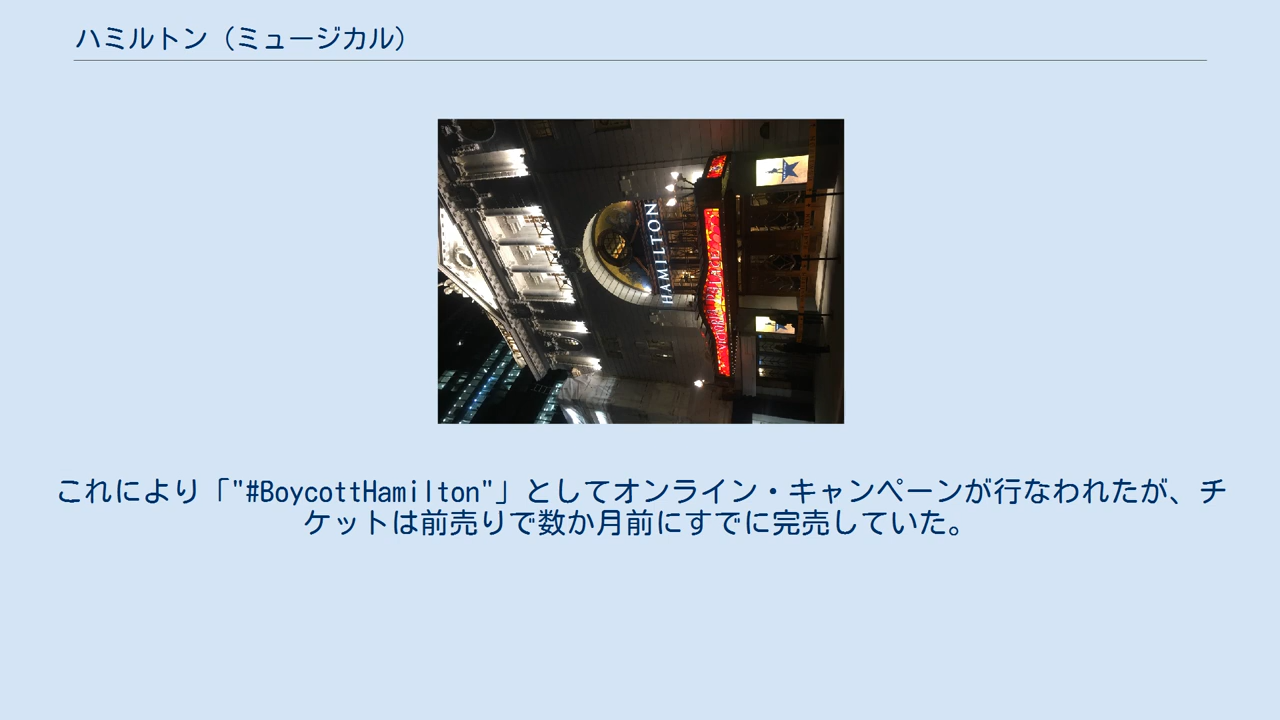 ハミルトン（ミュージカル）
HAMILTON
VICTORIA PALACE
これにより「"#BoycottHamilton"」としてオンライン・キャンペーンが行なわれたが、チ
ケットは前売りで数か月前にすでに完売していた。